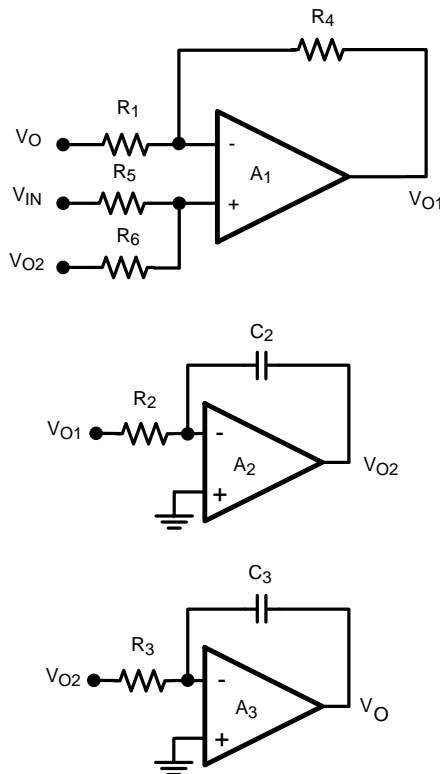 R4
R1
VO
-
A1
R5
VIN
+
VO1
R6
VO2
C2
R2
VO1
-
A2
VO2
+
C3
R3
VO2
-
A3
VO
+